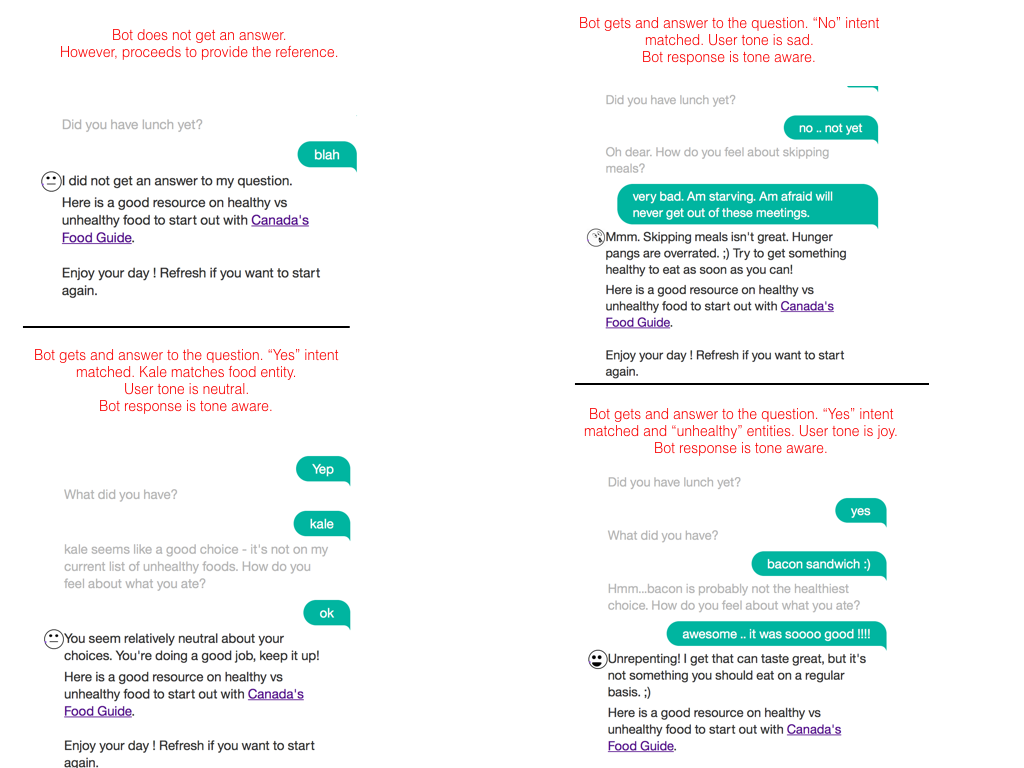 Bot does not get an answer.
However, proceeds to provide the reference.
Did you have lunch yet?
blah
I did not get an answer to my question.
Here is a good resource on healthy vs
unhealthy food to start out with Canada's
Food Guide.
Enjoy your day ! Refresh if you want to start
again.
Bot gets and answer to the question. “Yes” intent
matched. Kale matches food entity.
User tone is neutral.
Bot response is tone aware.
Yep
What did you have?
kale
kale seems like a good choice - it's not on my
current list of unhealthy foods. How do you
feel about what you ate?
ok
You seem relatively neutral about your
choices. You're doing a good job, keep it up!
Here is a good resource on healthy vs
unhealthy food to start out with Canada's
Food Guide.
Enjoy your day ! Refresh if you want to start
again.
Bot gets and answer to the question. “No” intent
matched. User tone is sad.
Bot response is tone aware.
Did you have lunch yet?
no .. not yet
Oh dear. How do you feel about skipping
meals?
very bad. Am starving. Am afraid will
never get out of these meetings.
Mmm. Skipping meals isn't great. Hunger
pangs are overrated. ;) Try to get something
healthy to eat as soon as you can!
Here is a good resource on healthy vs
unhealthy food to start out with Canada's
Food Guide.
Enjoy your day ! Refresh if you want to start
again.
Bot gets and answer to the question. “Yes” intent
matched and “unhealthy” entities. User tone is joy.
Bot response is tone aware.
Did you have lunch yet?
yes
What did you have?
bacon sandwich :)
Hmm...bacon is probably not the healthiest
choice. How do you feel about what you ate?
awesome .. it was soooo good !!!!
Unrepenting! I get that can taste great, but it's
not something you should eat on a regular
basis. ;)
Here is a good resource on healthy vs
unhealthy food to start out with Canada's
Food Guide.